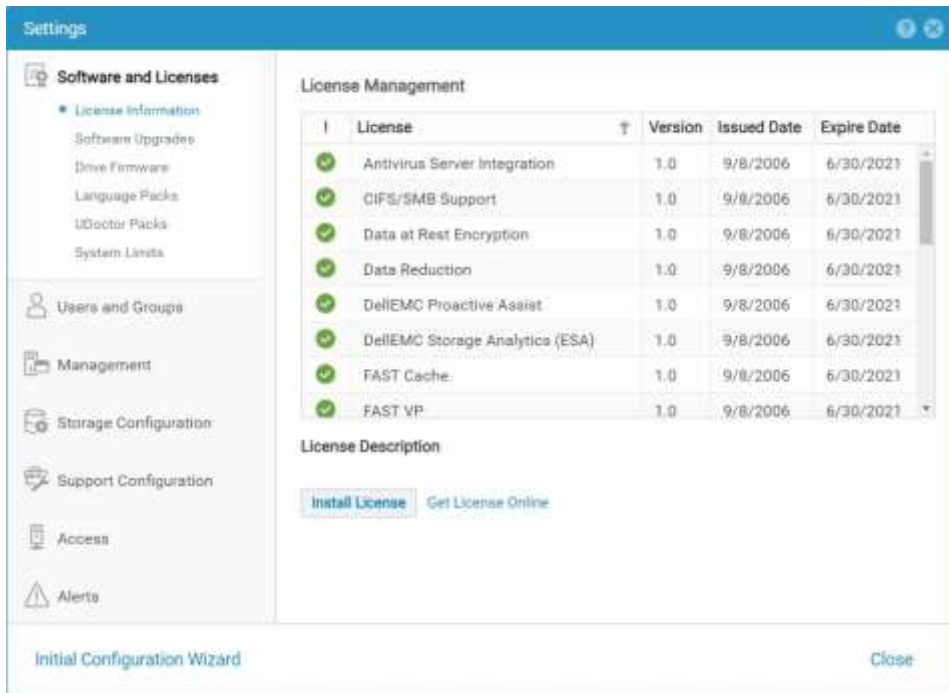 Settings
Software and Licenses
License Information
Software Upgrades
Drive Firmware
Language Packs
UDoctor Packs
System Limits
Users and Groups
Management
Storage Configuration
Support Configuration
Access
Alerts
License Management
! License Version Issued Date Expire Date
Antivirus Server Integration 1.0 9/8/2006 6/30/2021
CIFS/SMB Support 1.0 9/8/2006 6/30/2021
Data at Rest Encryption 1.0 9/8/2006 6/30/2021
Data Reduction 1.0 9/8/2006 6/30/2021
DellEMC Proactive Assist 1.0 9/8/2006 6/30/2021
DellEMC Storage Analytics (ESA) 1.0 9/8/2006 6/30/2021
FAST Cache 1.0 9/8/2006 6/30/2021
FAST VP 1.0 9/8/2006 6/30/2021
License Description
Install License Get License Online
Initial Configuration Wizard Close